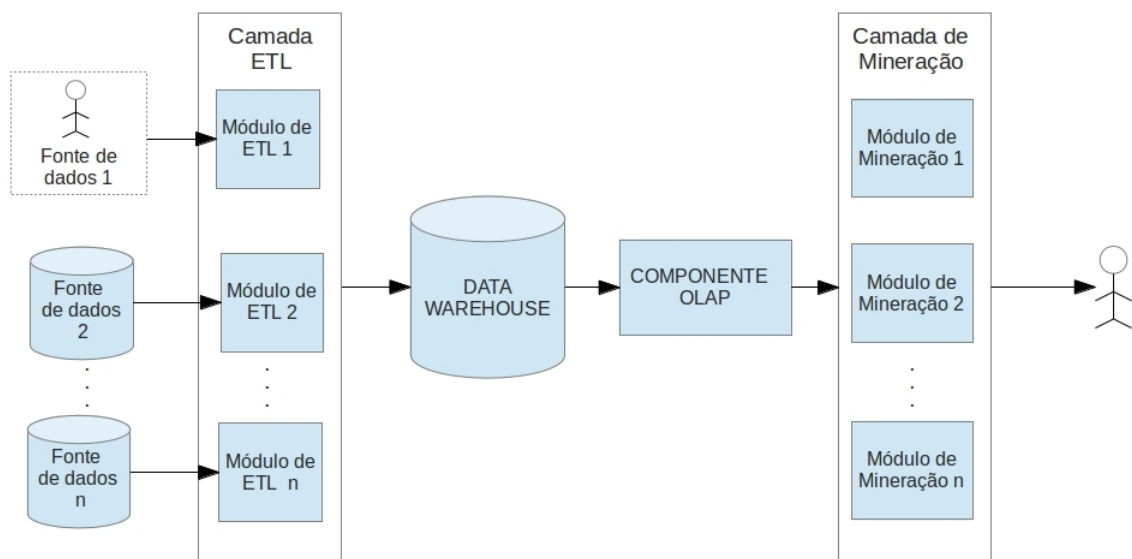 Camada
ETL
Camada de
Mineração
Fonte de
dados 1
Módulo de
ETL 1
Módulo de
Mineração 1
Fonte
de dados
2
Módulo de
ETL 2
DATA
WAREHOUSE
COMPONENTE
OLAP
Módulo de
Mineração 2
Fonte
de dados
n
Módulo de
ETL n
Módulo de
Mineração n